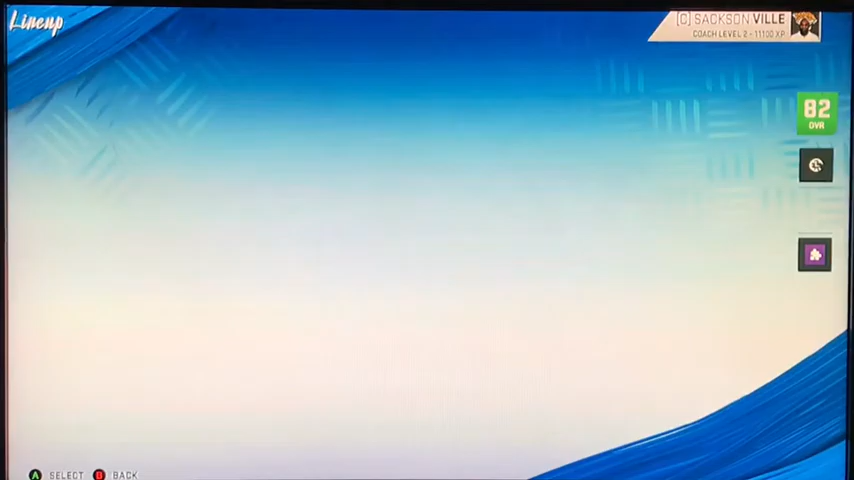 Lineup
[C] SACKSON VILLE
COACH LEVEL 2 - 11100 XP
82
OVR
A SELECT B BACK